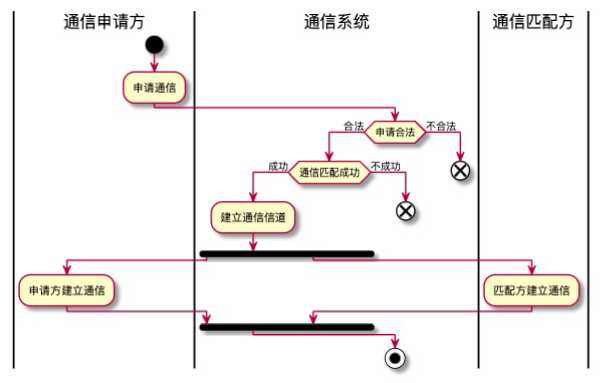 通信申请方
通信系统
通信匹配方
申请通信
合法
申请合法
不合法
成功
通信匹配成功
不成功
建立通信信道
申请方建立通信
匹配方建立通信